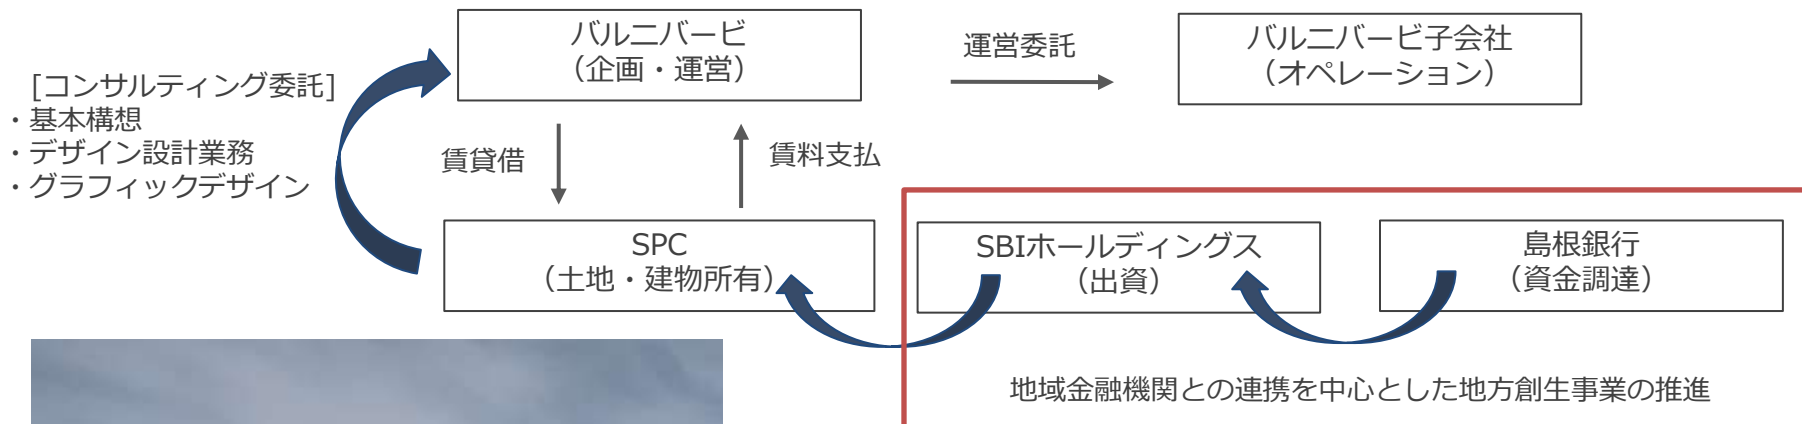 バルニバービ
（企画・運営）
運営委託
バルニバービ子会社
（オペレーション）
[コンサルティング委託]
・基本構想
・デザイン設計業務
・グラフィックデザイン
賃貸借
賃料支払
SPC
（土地・建物所有）
SBIホールディングス
（出資）
島根銀行
（資金調達）
地域金融機関との連携を中心とした地方創生事業の推進